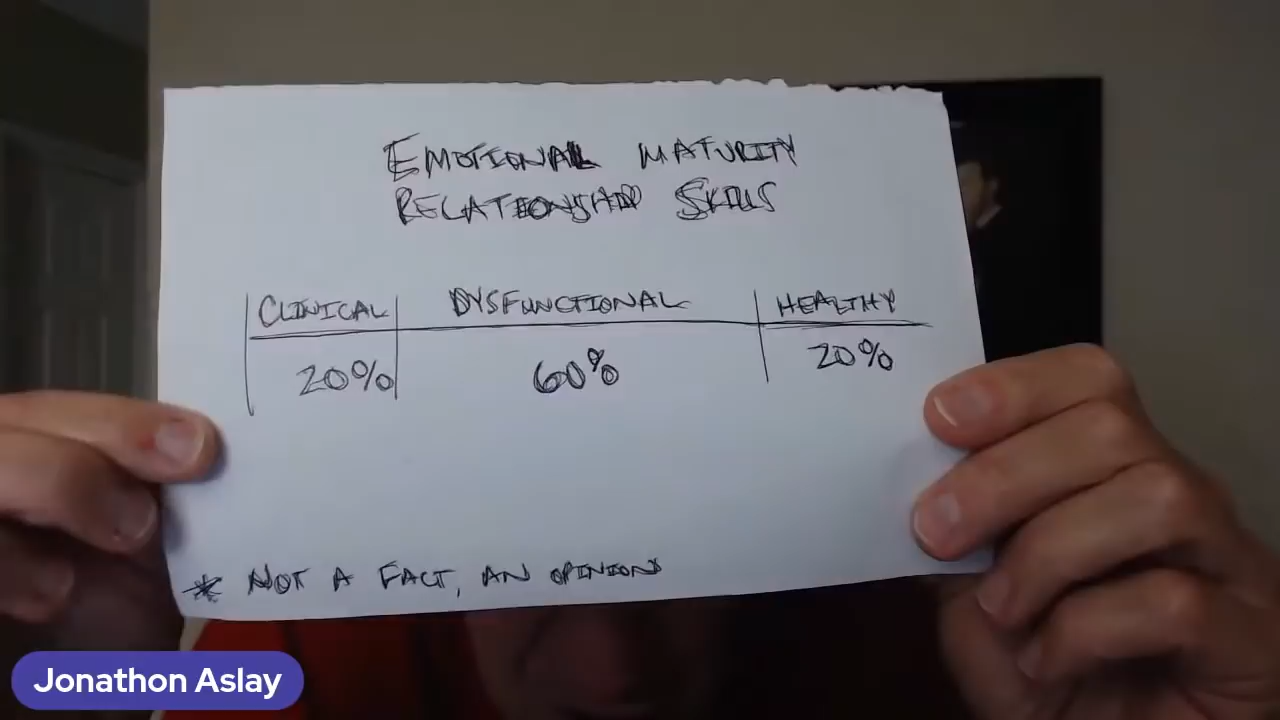 EMOTIONAL MATURITY
RELATIONSHIP SKILLS
CLINICAL DYSFUNCTIONAL HEALTHY
20% 60% 20%
* NOT A FACT, AN OPINION
Jonathon Aslay